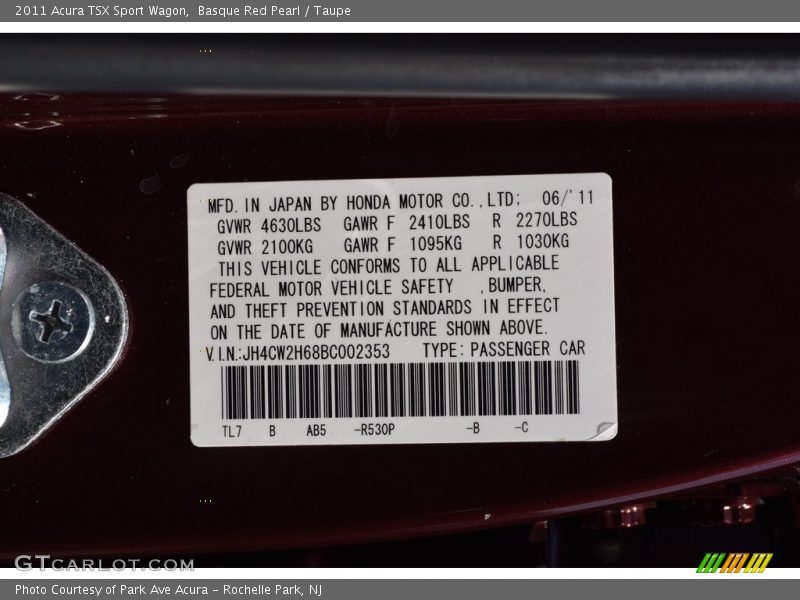 2011 Acura TSX Sport Wagon,  Basque Red Pearl / Taupe
MFD. IN JAPAN BY HONDA MOTOR CO.,LTD; 06/'11
GVWR 4630LBS GAWR F 2410LBS R 2270LBS
GVWR 2100KG GAWR F 1095KG R 1030KG
THIS VEHICLE CONFORMS TO ALL APPLICABLE
FEDERAL MOTOR VEHICLE SAFETY ,BUMPER,
AND THEFT PREVENTION STANDARDS IN EFFECT
ON THE DATE OF MANUFACTURE SHOWN ABOVE.
V.I.N.:JH4CW2H68BC002353 TYPE: PASSENGER CAR
TL7 B AB5 -R530P -B -C
GTCARLOT.COM
Photo Courtesy of Park Ave Acura - Rochelle Park, NJ